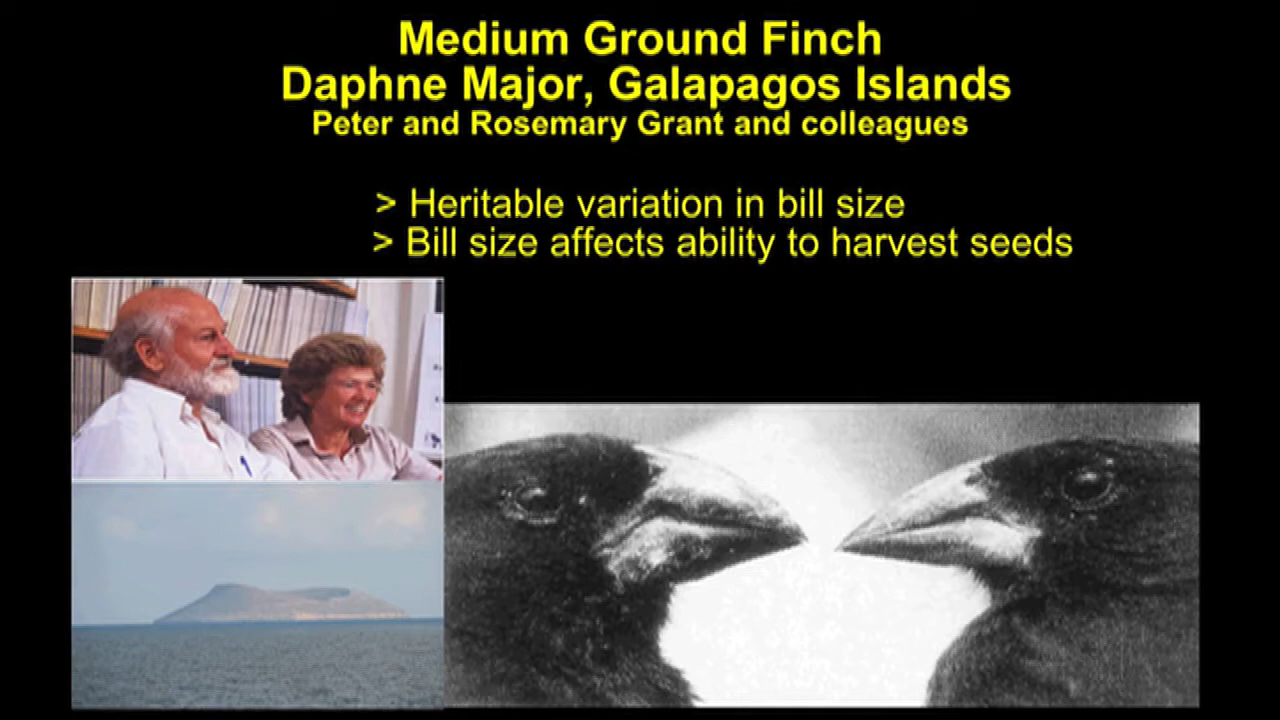 Medium Ground Finch
Daphne Major, Galapagos Islands
Peter and Rosemary Grant and colleagues
> Heritable variation in bill size
> Bill size affects ability to harvest seeds